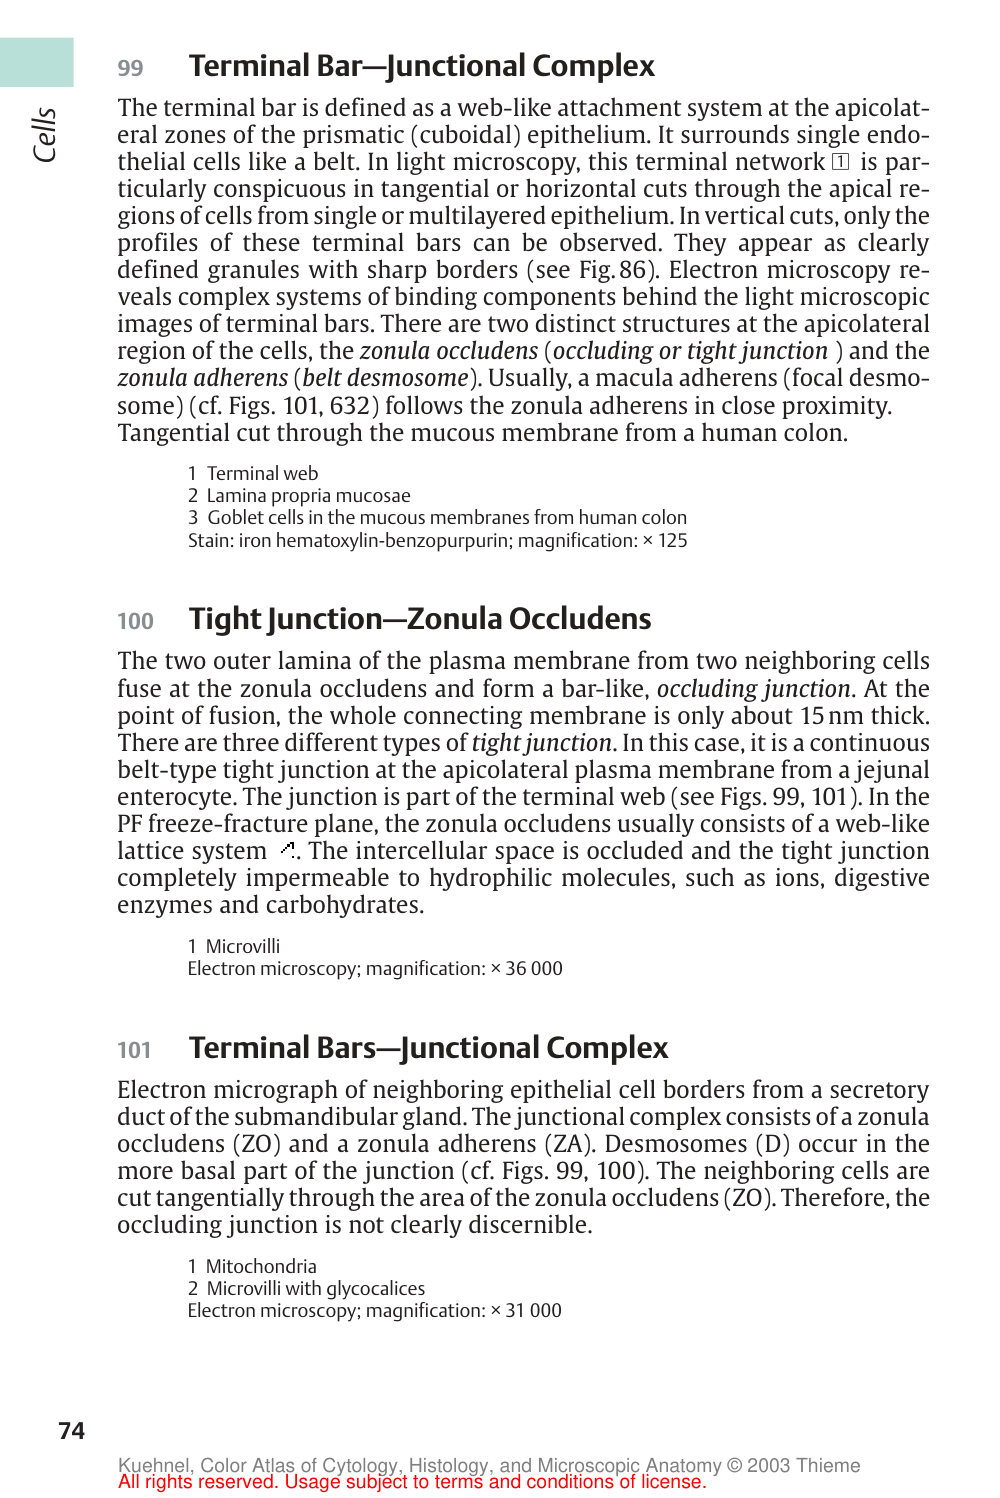 Cells
99 Terminal Bar—Junctional Complex
The terminal bar is defined as a web-like attachment system at the apicolat-
eral zones of the prismatic (cuboidal) epithelium. It surrounds single endo-
thelial cells like a belt. In light microscopy, this terminal network 1 is par-
ticularly conspicuous in tangential or horizontal cuts through the apical re-
gions of cells from single or multilayered epithelium. In vertical cuts, only the
profiles of these terminal bars can be observed. They appear as clearly
defined granules with sharp borders (see Fig. 86). Electron microscopy re-
veals complex systems of binding components behind the light microscopic
images of terminal bars. There are two distinct structures at the apicolateral
region of the cells, the zonula occludens (occluding or tight junction ) and the
zonula adherens (belt desmosome). Usually, a macula adherens (focal desmo-
some) (cf. Figs. 101, 632) follows the zonula adherens in close proximity.
Tangential cut through the mucous membrane from a human colon.
1 Terminal web
2 Lamina propria mucosae
3 Goblet cells in the mucous membranes from human colon
Stain: iron hematoxylin-benzopurpurin; magnification: × 125
100 Tight Junction—Zonula Occludens
The two outer lamina of the plasma membrane from two neighboring cells
fuse at the zonula occludens and form a bar-like, occluding junction. At the
point of fusion, the whole connecting membrane is only about 15 nm thick.
There are three different types of tight junction. In this case, it is a continuous
belt-type tight junction at the apicolateral plasma membrane from a jejunal
enterocyte. The junction is part of the terminal web (see Figs. 99, 101). In the
PF freeze-fracture plane, the zonula occludens usually consists of a web-like
lattice system . The intercellular space is occluded and the tight junction
completely impermeable to hydrophilic molecules, such as ions, digestive
enzymes and carbohydrates.
1 Microvilli
Electron microscopy; magnification: × 36 000
101 Terminal Bars—Junctional Complex
Electron micrograph of neighboring epithelial cell borders from a secretory
duct of the submandibular gland. The junctional complex consists of a zonula
occludens (ZO) and a zonula adherens (ZA). Desmosomes (D) occur in the
more basal part of the junction (cf. Figs. 99, 100). The neighboring cells are
cut tangentially through the area of the zonula occludens (ZO). Therefore, the
occluding junction is not clearly discernible.
1 Mitochondria
2 Microvilli with glycocalices
Electron microscopy; magnification: × 31 000
74
Kuehnel, Color Atlas of Cytology, Histology, and Microscopic Anatomy © 2003 Thieme
All rights reserved. Usage subject to terms and conditions of license.